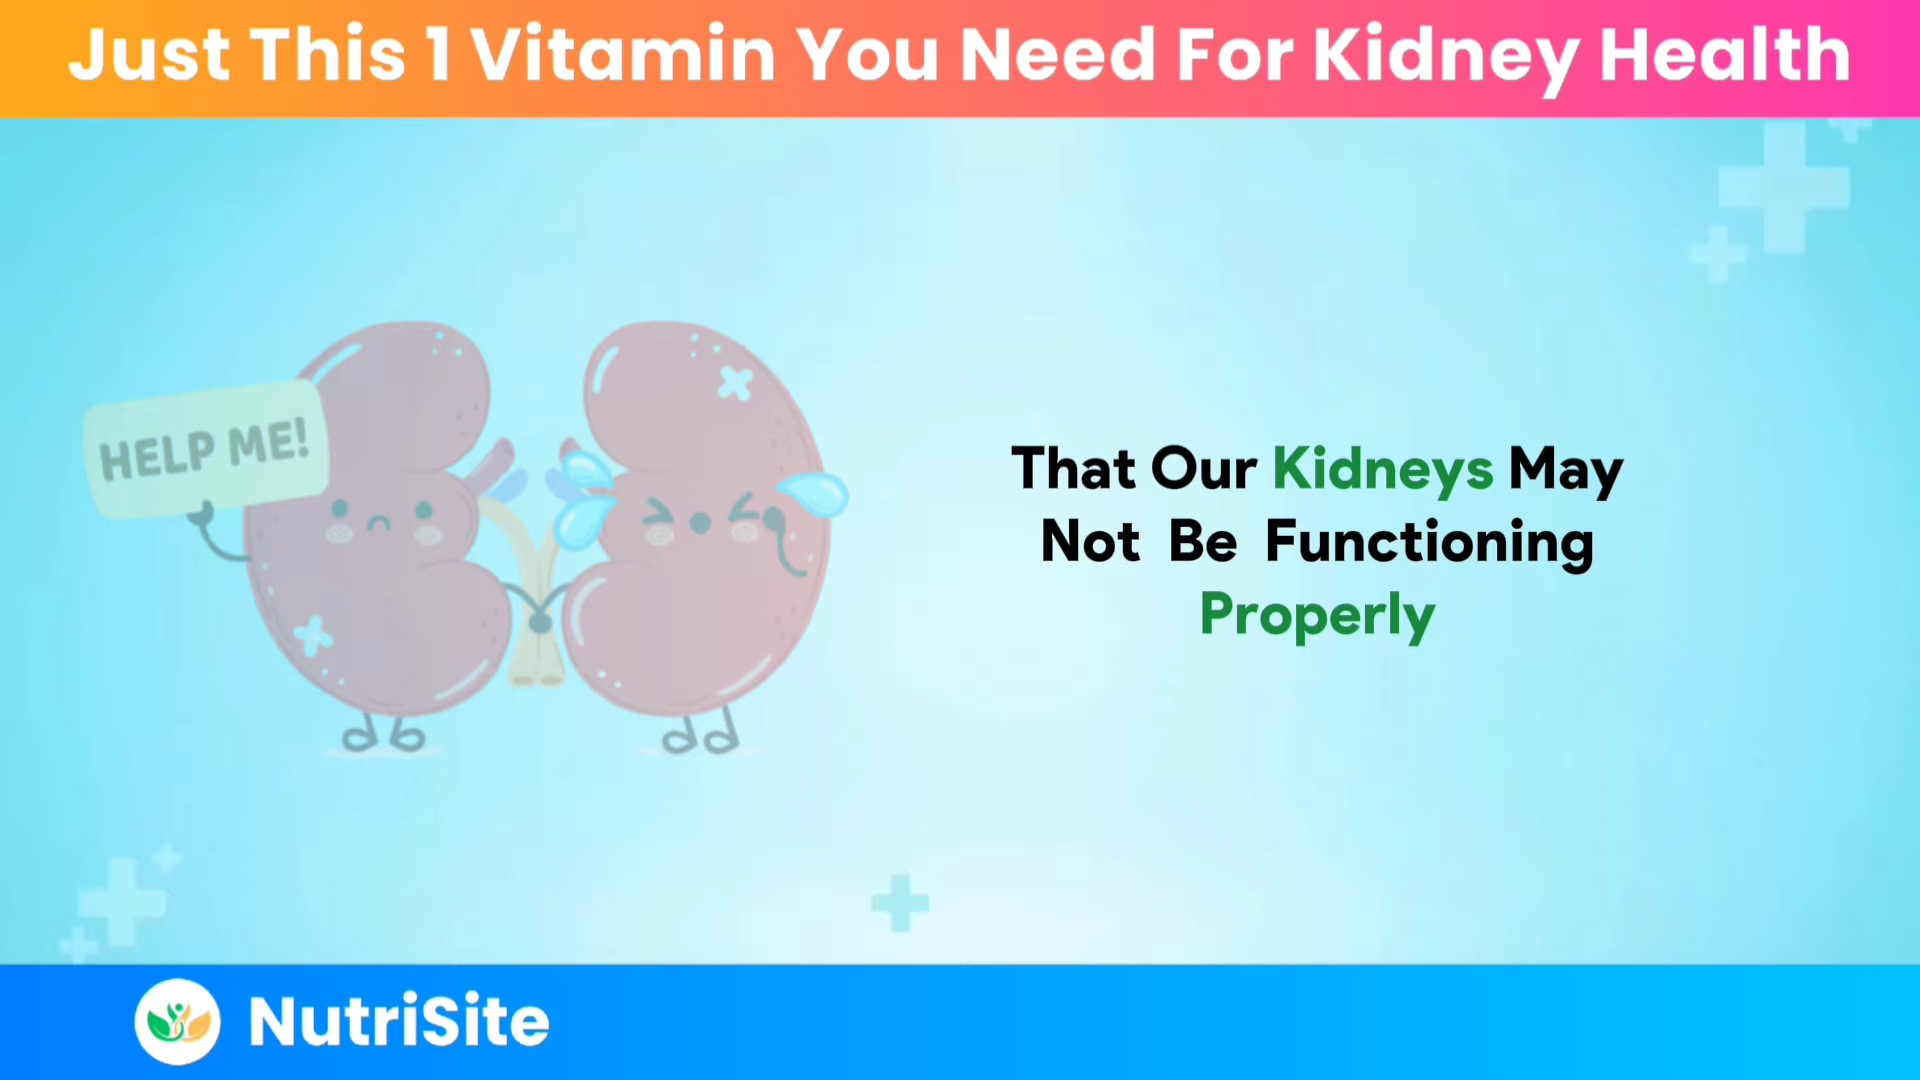 Just This 1 Vitamin You Need For Kidney Health
HELP ME!
That Our Kidneys May
Not Be Functioning
Properly
NutriSite